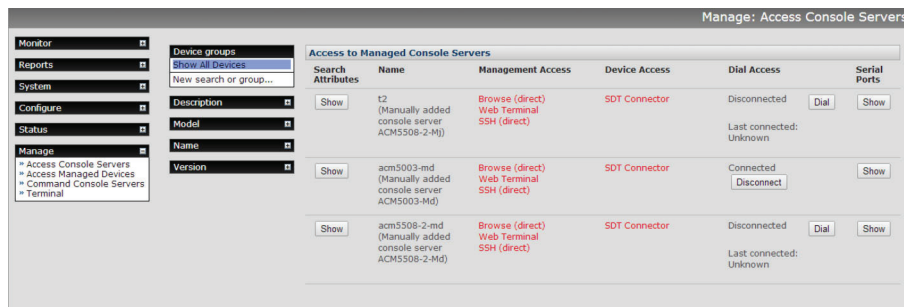 Manage: Access Console Servers
Monitor
Reports
System
Configure
Status
Manage
» Access Console Servers
» Access Managed Devices
» Command Console Servers
» Terminal
Device groups
Show All Devices
New search or group...
Description
Model
Name
Version
Access to Managed Console Servers
Search Attributes Name Management Access Device Access Dial Access Serial Ports
Show
t2
(Manually added
console server
ACM5508-2-Mj)
Browse (direct)
Web Terminal
SSH (direct)
SDT Connector
Disconnected
Dial
Last connected:
Unknown
Show
Show
acm5003-md
(Manually added
console server
ACM5003-Md)
Browse (direct)
Web Terminal
SSH (direct)
SDT Connector
Connected
Disconnect
Show
Show
acm5508-2-md
(Manually added
console server
ACM5508-2-Md)
Browse (direct)
Web Terminal
SSH (direct)
SDT Connector
Disconnected
Dial
Last connected:
Unknown
Show